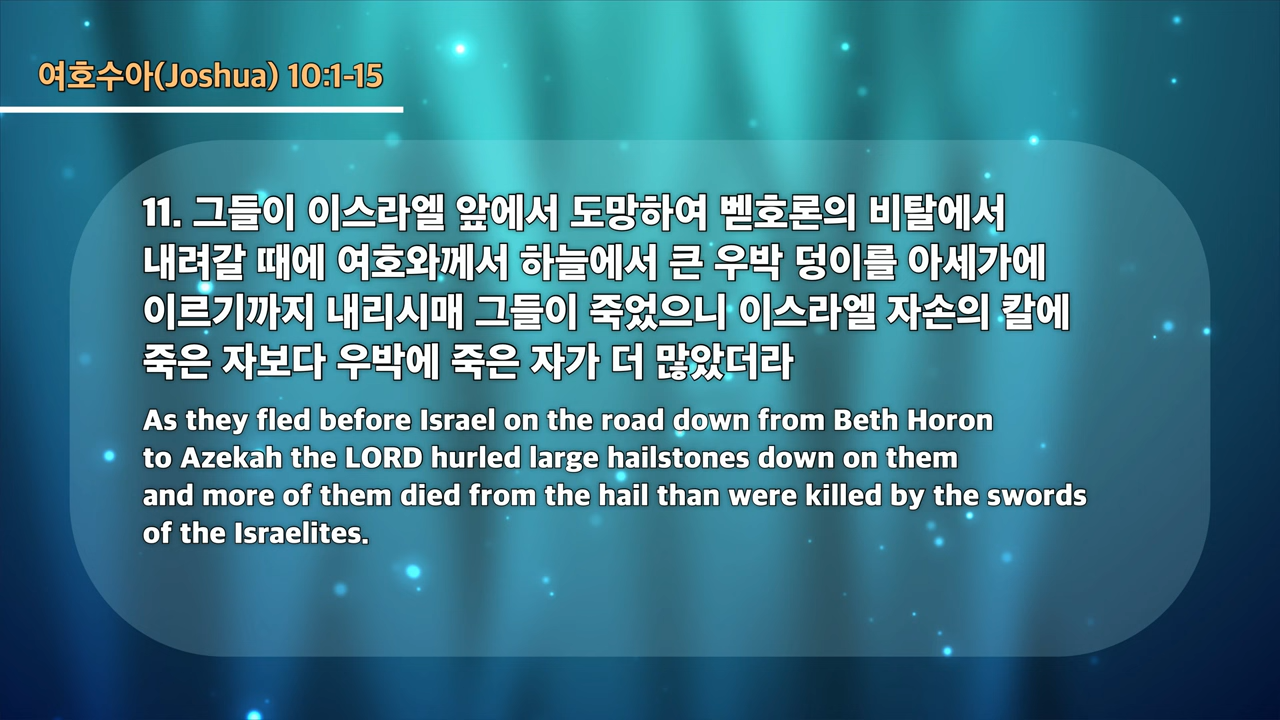 여호수아(Joshua) 10:1-15
11. 그들이 이스라엘 앞에서 도망하여 벧호론의 비탈에서
내려갈 때에 여호와께서 하늘에서 큰 우박 덩이를 아세가에
이르기까지 내리시매 그들이 죽었으니 이스라엘 자손의 칼에
죽은 자보다 우박에 죽은 자가 더 많았더라
As they fled before Israel on the road down from Beth Horon
to Azekah the LORD hurled large hailstones down on them
and more of them died from the hail than were killed by the swords
of the Israelites.